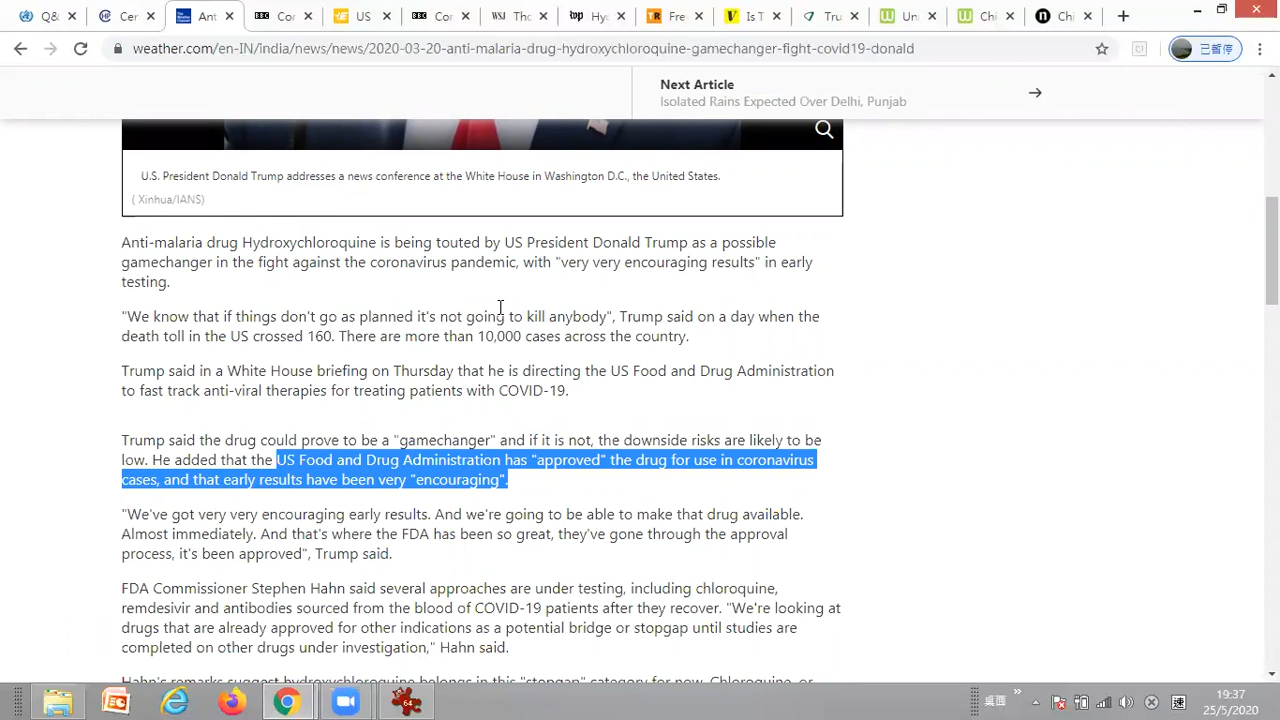 Q&
Cer
Ant
Cor
US
Cor
Tho
Hyd
Fre
Is T
Tru
Un
Chi
Chi
weather.com/en-IN/india/news/news/2020-03-20-anti-malaria-drug-hydroxychloroquine-gamechanger-fight-covid19-donald
已暫停
Next Article
Isolated Rains Expected Over Delhi, Punjab
U.S. President Donald Trump addresses a news conference at the White House in Washington D.C., the United States.
( Xinhua/IANS)
Anti-malaria drug Hydroxychloroquine is being touted by US President Donald Trump as a possible
gamechanger in the fight against the coronavirus pandemic, with "very very encouraging results" in early
testing.
"We know that if things don't go as planned it's not going to kill anybody", Trump said on a day when the
death toll in the US crossed 160. There are more than 10,000 cases across the country.
Trump said in a White House briefing on Thursday that he is directing the US Food and Drug Administration
to fast track anti-viral therapies for treating patients with COVID-19.
Trump said the drug could prove to be a "gamechanger" and if it is not, the downside risks are likely to be
low. He added that the US Food and Drug Administration has "approved" the drug for use in coronavirus
cases, and that early results have been very "encouraging".
"We've got very very encouraging early results. And we're going to be able to make that drug available.
Almost immediately. And that's where the FDA has been so great, they've gone through the approval
process, it's been approved", Trump said.
FDA Commissioner Stephen Hahn said several approaches are under testing, including chloroquine,
remdesivir and antibodies sourced from the blood of COVID-19 patients after they recover. "We're looking at
drugs that are already approved for other indications as a potential bridge or stopgap until studies are
completed on other drugs under investigation," Hahn said.
Hahn's remarks suggest hydroxychloroquine belongs in this "stopgap" category for now. Chloroquine, or
桌面
19:37
25/5/2020